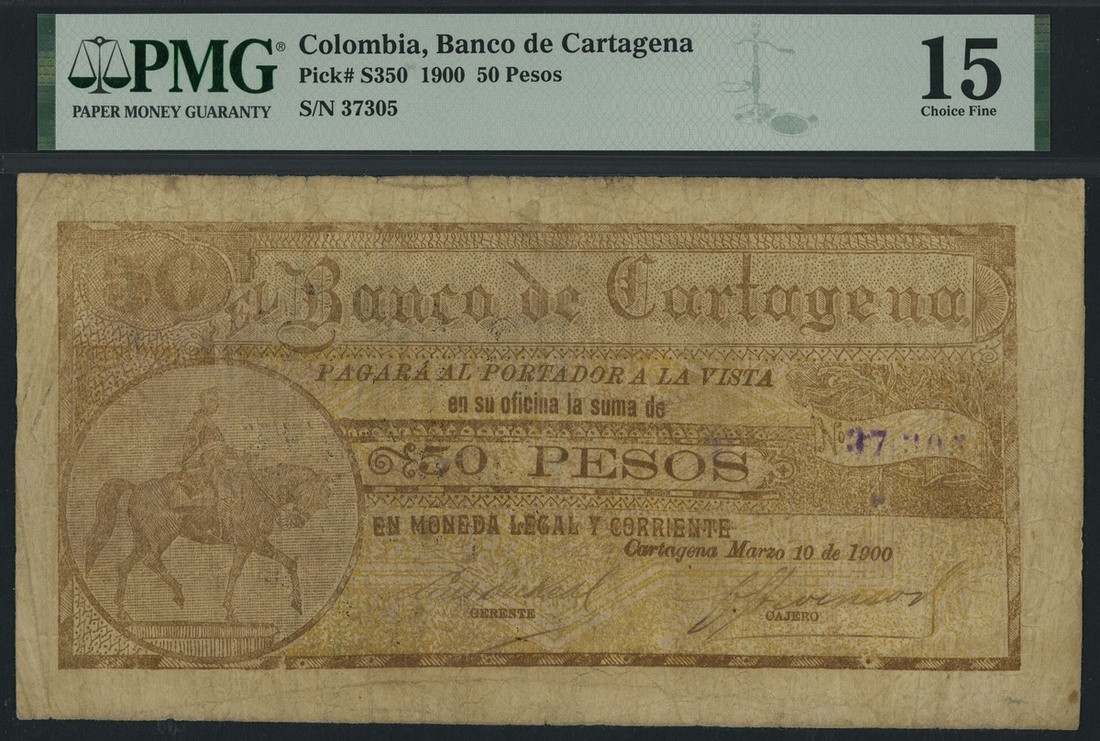 PMG®
PAPER MONEY GUARANTY
Colombia, Banco de Cartagena
Pick# S350 1900 50 Pesos
S/N 37305
15
Choice Fine
50
El Banco de Cartagena
PAGARÁ AL PORTADOR A LA VISTA
en su oficina la suma de
Nº 37305
50 PESOS
EN MONEDA LEGAL Y CORRIENTE
Cartagena Marzo 10 de 1900
GERENTE
CAJERO